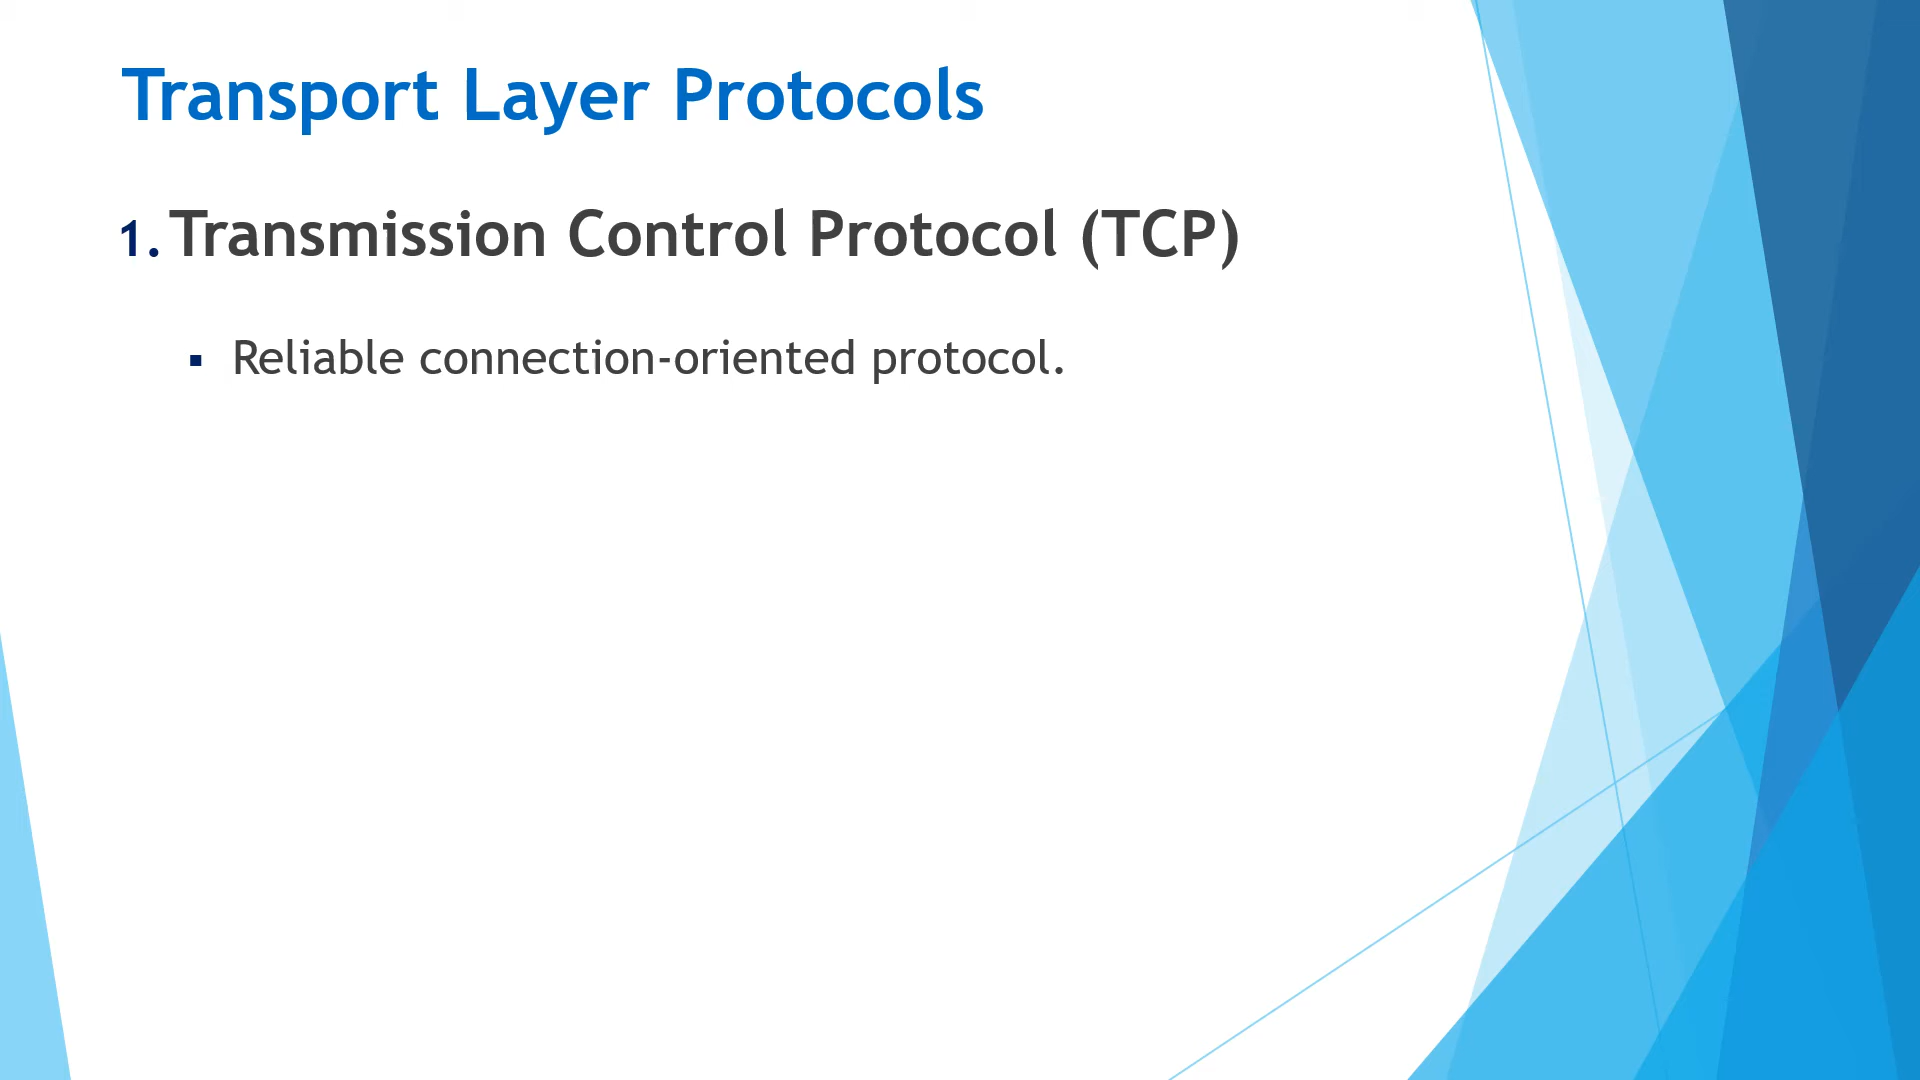 Transport Layer Protocols
1. Transmission Control Protocol (TCP)
▪ Reliable connection-oriented protocol.